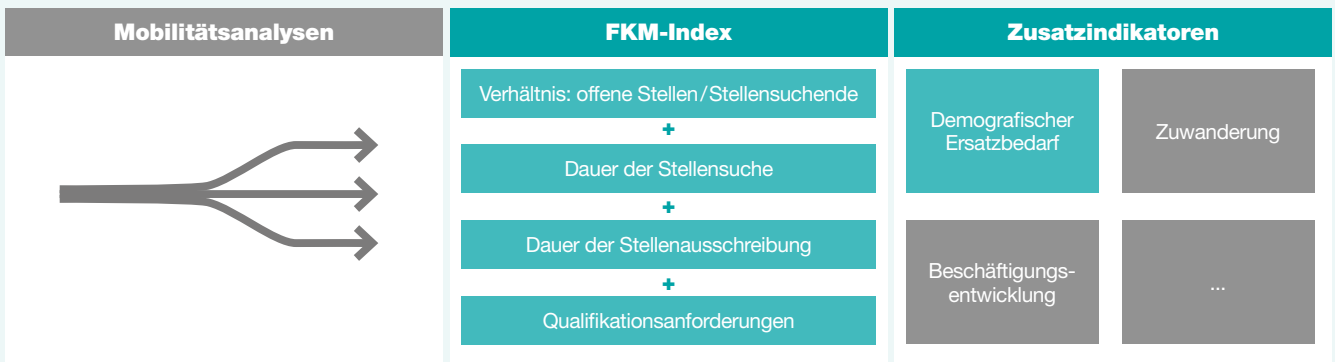 Mobilitätsanalysen
FKM-Index
Verhältnis: offene Stellen/Stellensuchende
+
Dauer der Stellensuche
+
Dauer der Stellenausschreibung
+
Qualifikationsanforderungen
Zusatzindikatoren
Demografischer
Ersatzbedarf
Zuwanderung
Beschäftigungs-
entwicklung
...